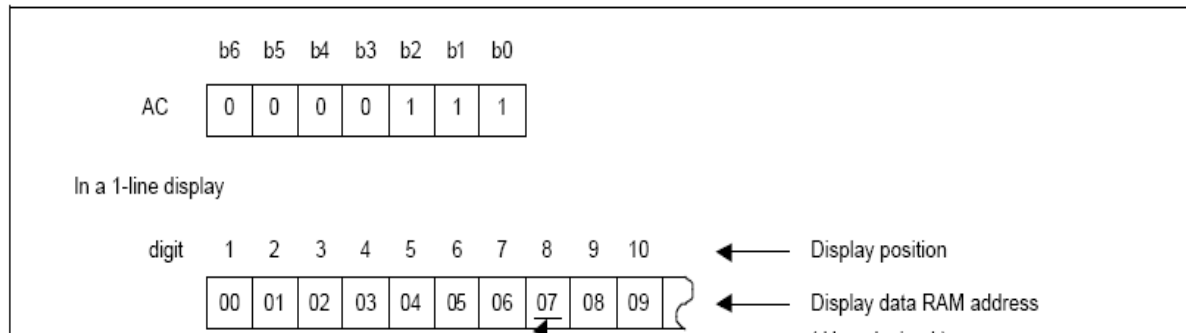 b6 b5 b4 b3 b2 b1 b0
AC 0 0 0 0 1 1 1
In a 1-line display
digit 1 2 3 4 5 6 7 8 9 10 Display position
00 01 02 03 04 05 06 07 08 09 Display data RAM address